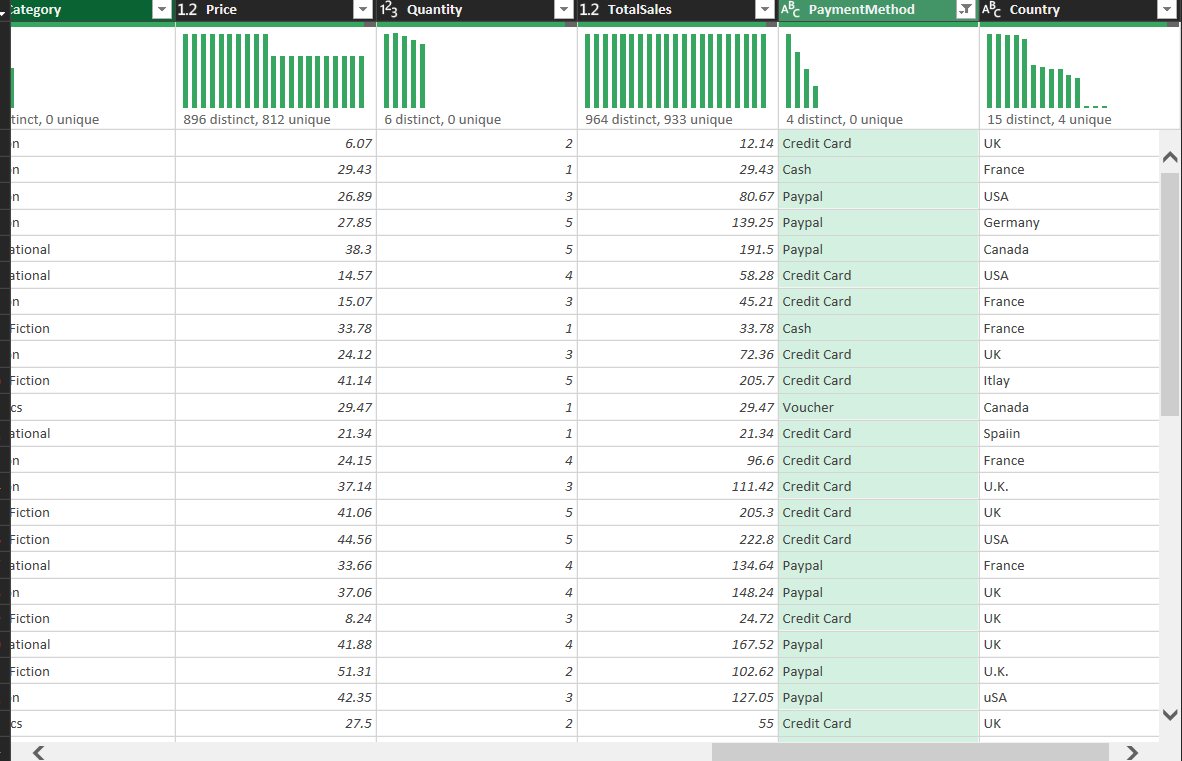 ategory 1.2 Price 1²3 Quantity 1.2 TotalSales ABC PaymentMethod ABC Country
tinct, 0 unique 896 distinct, 812 unique 6 distinct, 0 unique 964 distinct, 933 unique 4 distinct, 0 unique 15 distinct, 4 unique
n 6.07 2 12.14 Credit Card UK
n 29.43 1 29.43 Cash France
n 26.89 3 80.67 Paypal USA
n 27.85 5 139.25 Paypal Germany
ational 38.3 5 191.5 Paypal Canada
ational 14.57 4 58.28 Credit Card USA
n 15.07 3 45.21 Credit Card France
Fiction 33.78 1 33.78 Cash France
n 24.12 3 72.36 Credit Card UK
Fiction 41.14 5 205.7 Credit Card Itlay
cs 29.47 1 29.47 Voucher Canada
ational 21.34 1 21.34 Credit Card Spaiin
n 24.15 4 96.6 Credit Card France
n 37.14 3 111.42 Credit Card U.K.
Fiction 41.06 5 205.3 Credit Card UK
Fiction 44.56 5 222.8 Credit Card USA
ational 33.66 4 134.64 Paypal France
n 37.06 4 148.24 Paypal UK
Fiction 8.24 3 24.72 Credit Card UK
ational 41.88 4 167.52 Paypal UK
Fiction 51.31 2 102.62 Paypal U.K.
n 42.35 3 127.05 Paypal uSA
cs 27.5 2 55 Credit Card UK